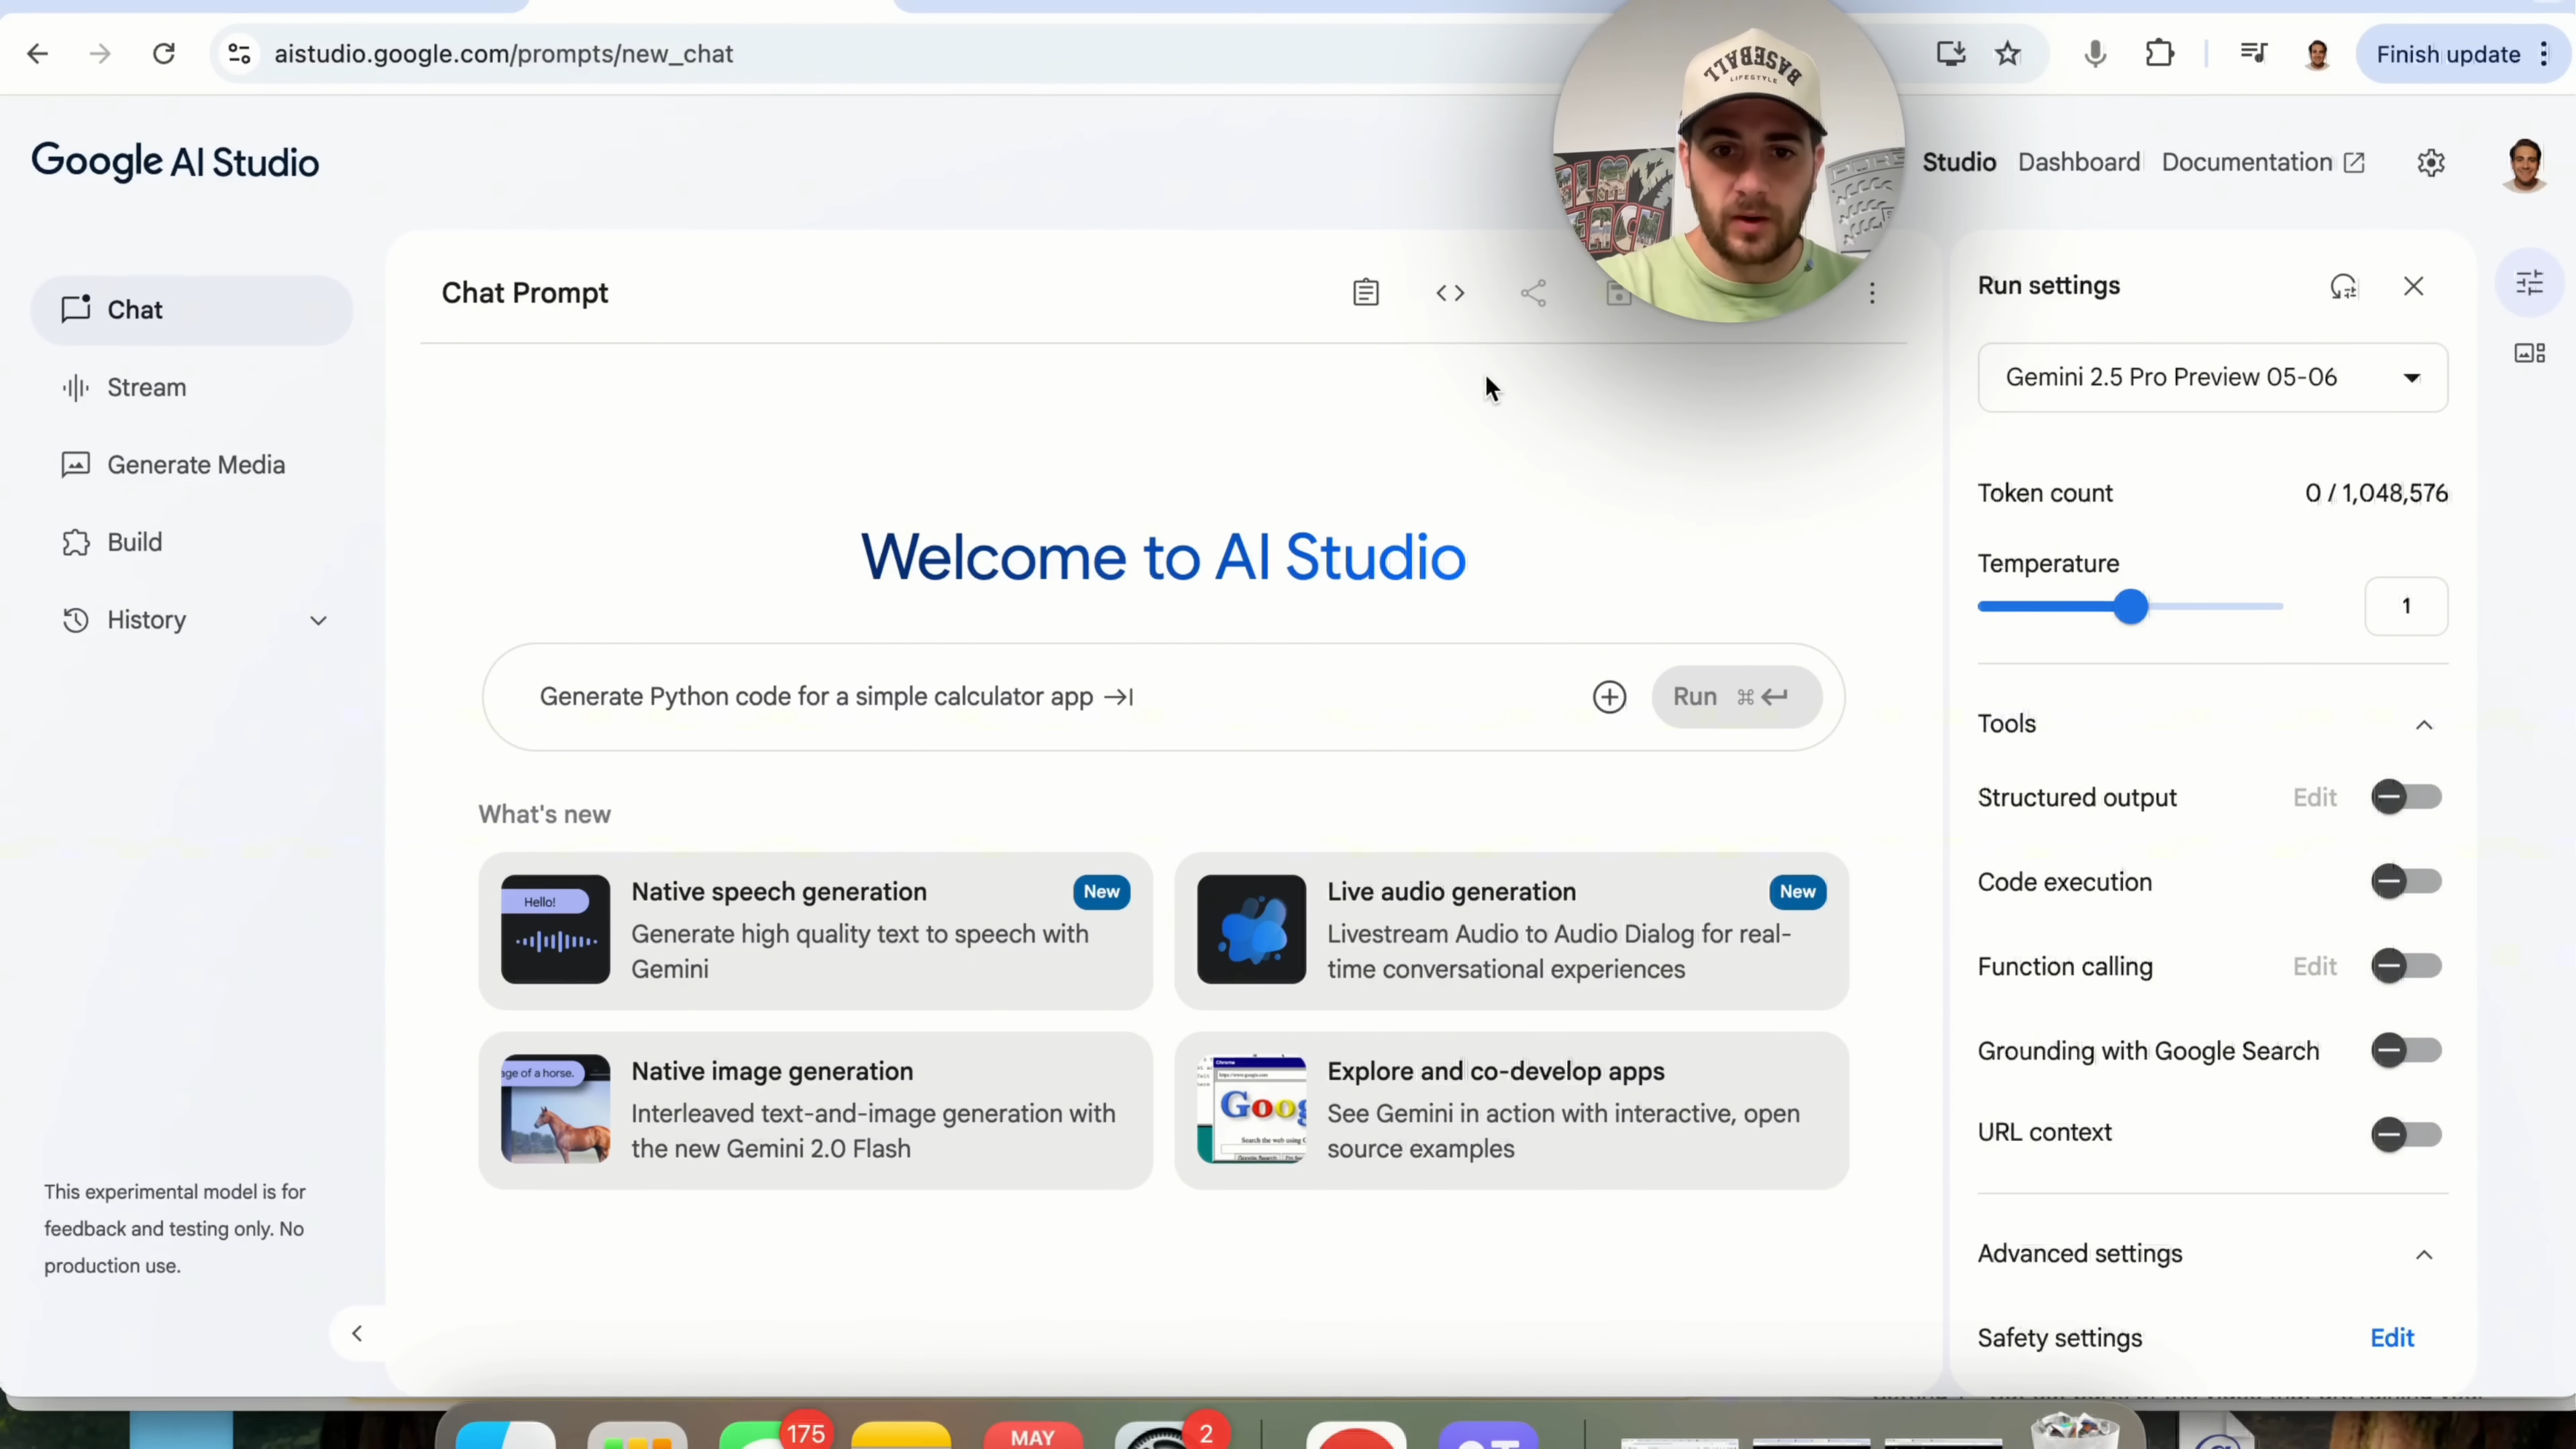 aistudio.google.com/prompts/new_chat
Finish update
BASEBALL
LIFESTYLE
Google AI Studio
Studio
Dashboard
Documentation
Chat
Stream
Generate Media
Build
History
This experimental model is for
feedback and testing only. No
production use.
Chat Prompt
Welcome to AI Studio
Generate Python code for a simple calculator app
Run ⌘
What's new
Hello!
Native speech generation
New
Generate high quality text to speech with
Gemini
Live audio generation
New
Livestream Audio to Audio Dialog for real-
time conversational experiences
age of a horse.
Native image generation
Interleaved text-and-image generation with
the new Gemini 2.0 Flash
Goog
Explore and co-develop apps
See Gemini in action with interactive, open
source examples
Run settings
Gemini 2.5 Pro Preview 05-06
Token count
0 / 1,048,576
Temperature
1
Tools
Structured output
Edit
Code execution
Function calling
Edit
Grounding with Google Search
URL context
Advanced settings
Safety settings
Edit
175
MAY
2